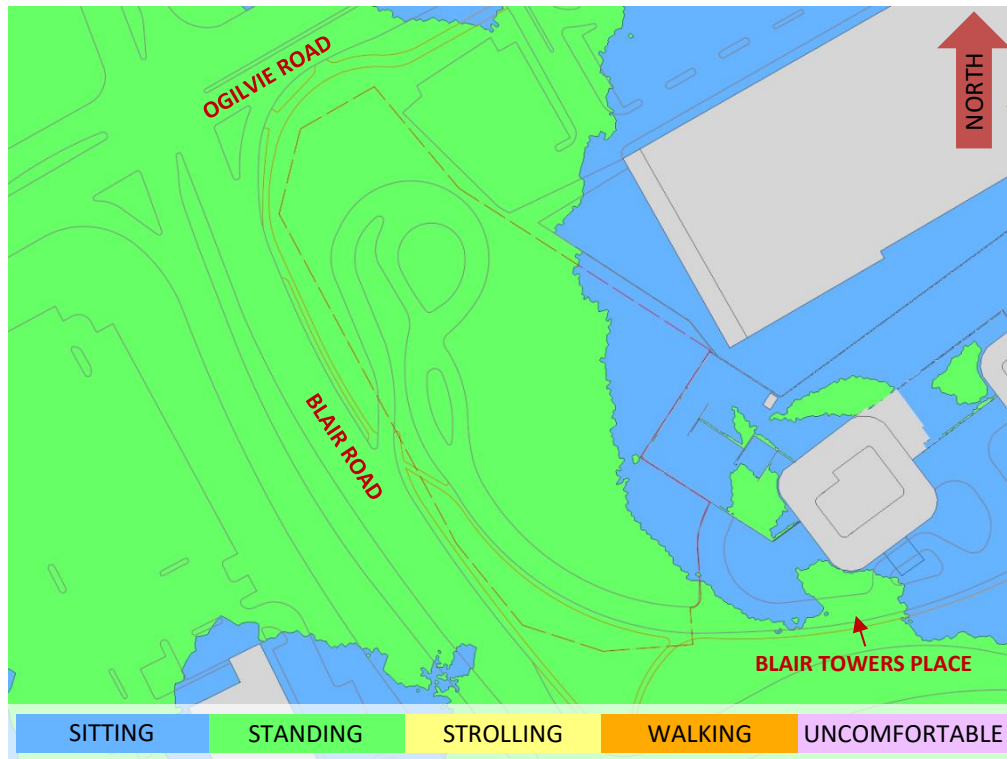 OGILVIE ROAD
NORTH
BLAIR ROAD
BLAIR TOWERS PLACE
SITTING
STANDING
STROLLING
WALKING
UNCOMFORTABLE